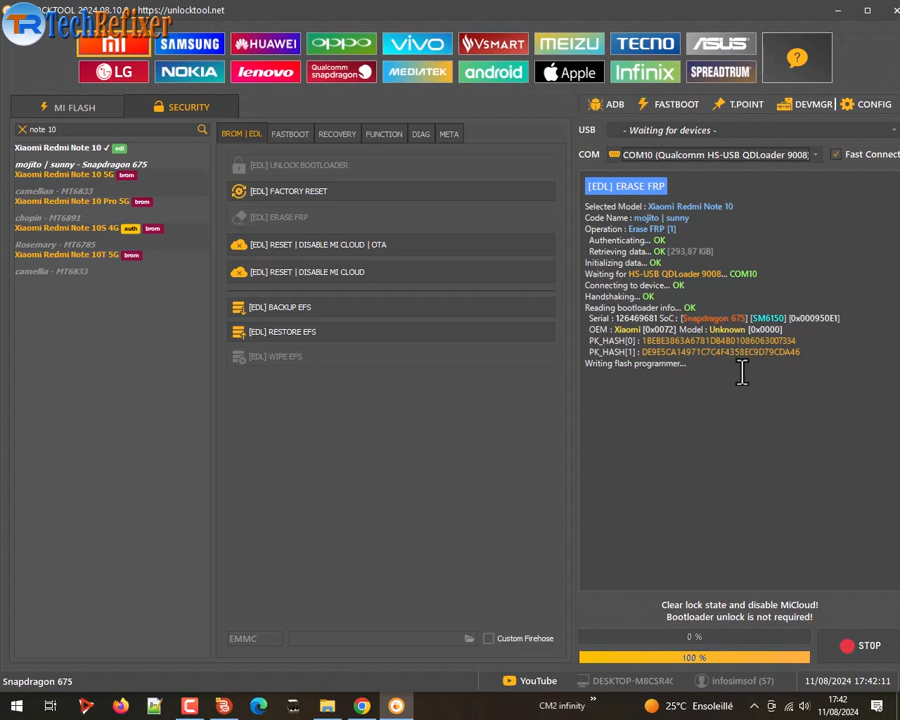 TR TechRefixer
LOCKTOOL 2024.08.10.0 - https://unlocktool.net
mi
SAMSUNG
HUAWEI
oppo
vivo
VSMART
MEIZU
TECNO
ASUS
LG
NOKIA
lenovo
Qualcomm snapdragon
MEDIATEK
android
Apple
Infinix
SPREADTRUM
?
MI FLASH
SECURITY
ADB
FASTBOOT
T.POINT
DEVMGR
CONFIG
note 10
BROM | EDL
FASTBOOT
RECOVERY
FUNCTION
DIAG
META
USB
- Waiting for devices -
COM
COM10 (Qualcomm HS-USB QDLoader 9008)
Fast Connect
Xiaomi Redmi Note 10 ✓ edl
mojito | sunny - Snapdragon 675
Xiaomi Redmi Note 10 5G brom
camellian - MT6833
Xiaomi Redmi Note 10 Pro 5G brom
chopin - MT6891
Xiaomi Redmi Note 10S 4G auth brom
Rosemary - MT6785
Xiaomi Redmi Note 10T 5G brom
camellia - MT6833
[EDL] UNLOCK BOOTLOADER
[EDL] FACTORY RESET
[EDL] ERASE FRP
[EDL] RESET | DISABLE MI CLOUD | OTA
[EDL] RESET | DISABLE MI CLOUD
[EDL] BACKUP EFS
[EDL] RESTORE EFS
[EDL] WIPE EFS
EMMC
Custom Firehose
[EDL] ERASE FRP
Selected Model : Xiaomi Redmi Note 10
Code Name : mojito | sunny
Operation : Erase FRP [1]
Authenticating... OK
Retrieving data... OK [293,87 KiB]
Initializing data... OK
Waiting for HS-USB QDLoader 9008... COM10
Connecting to device... OK
Handshaking... OK
Reading bootloader info... OK
Serial : 126469681 SoC : [Snapdragon 675] [SM6150] [0x000950E1]
OEM : Xiaomi [0x0072] Model : Unknown [0x0000]
PK_HASH[0] : 1BEBE3863A6781DB4B01086063007334
PK_HASH[1] : DE9E5CA14971C7C4F4358EC9D79CDA46
Writing flash programmer...
Clear lock state and disable MiCloud!
Bootloader unlock is not required!
0 %
100 %
STOP
Snapdragon 675
YouTube
DESKTOP-M8CSR4C
infosimsof (57)
11/08/2024 17:42:11
CM2 infinity
25°C Ensoleillé
17:42
11/08/2024